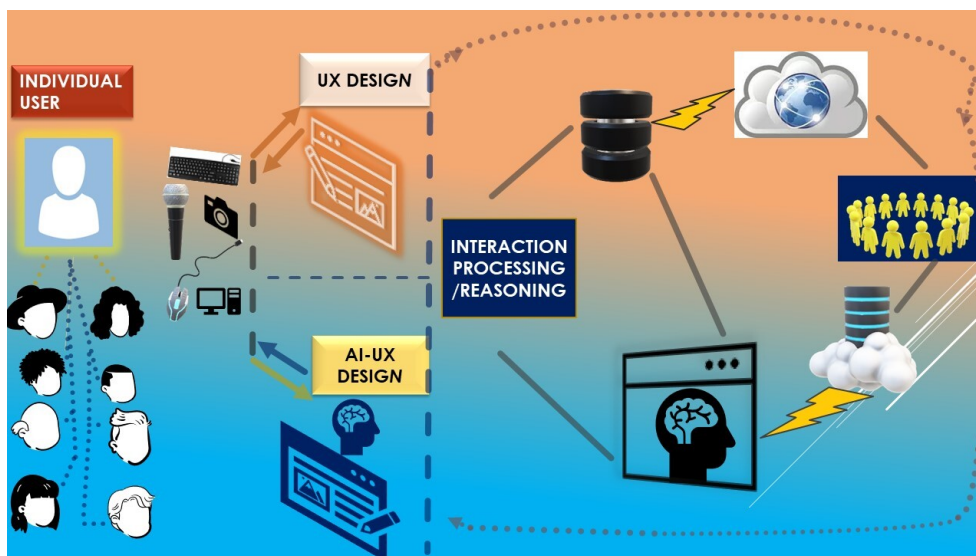 INDIVIDUAL
USER
UX DESIGN
INTERACTION
PROCESSING
/REASONING
AI-UX
DESIGN